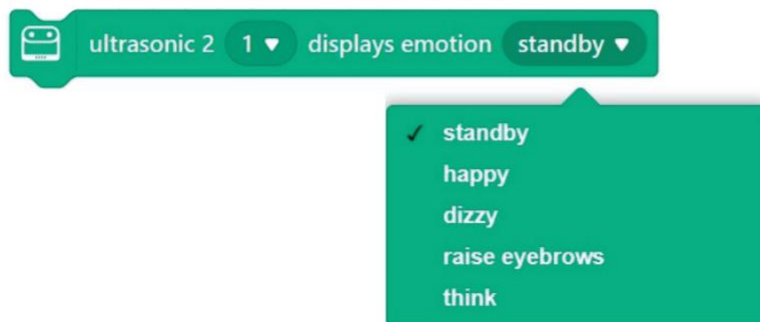 ultrasonic 2 1 displays emotion standby
standby
happy
dizzy
raise eyebrows
think